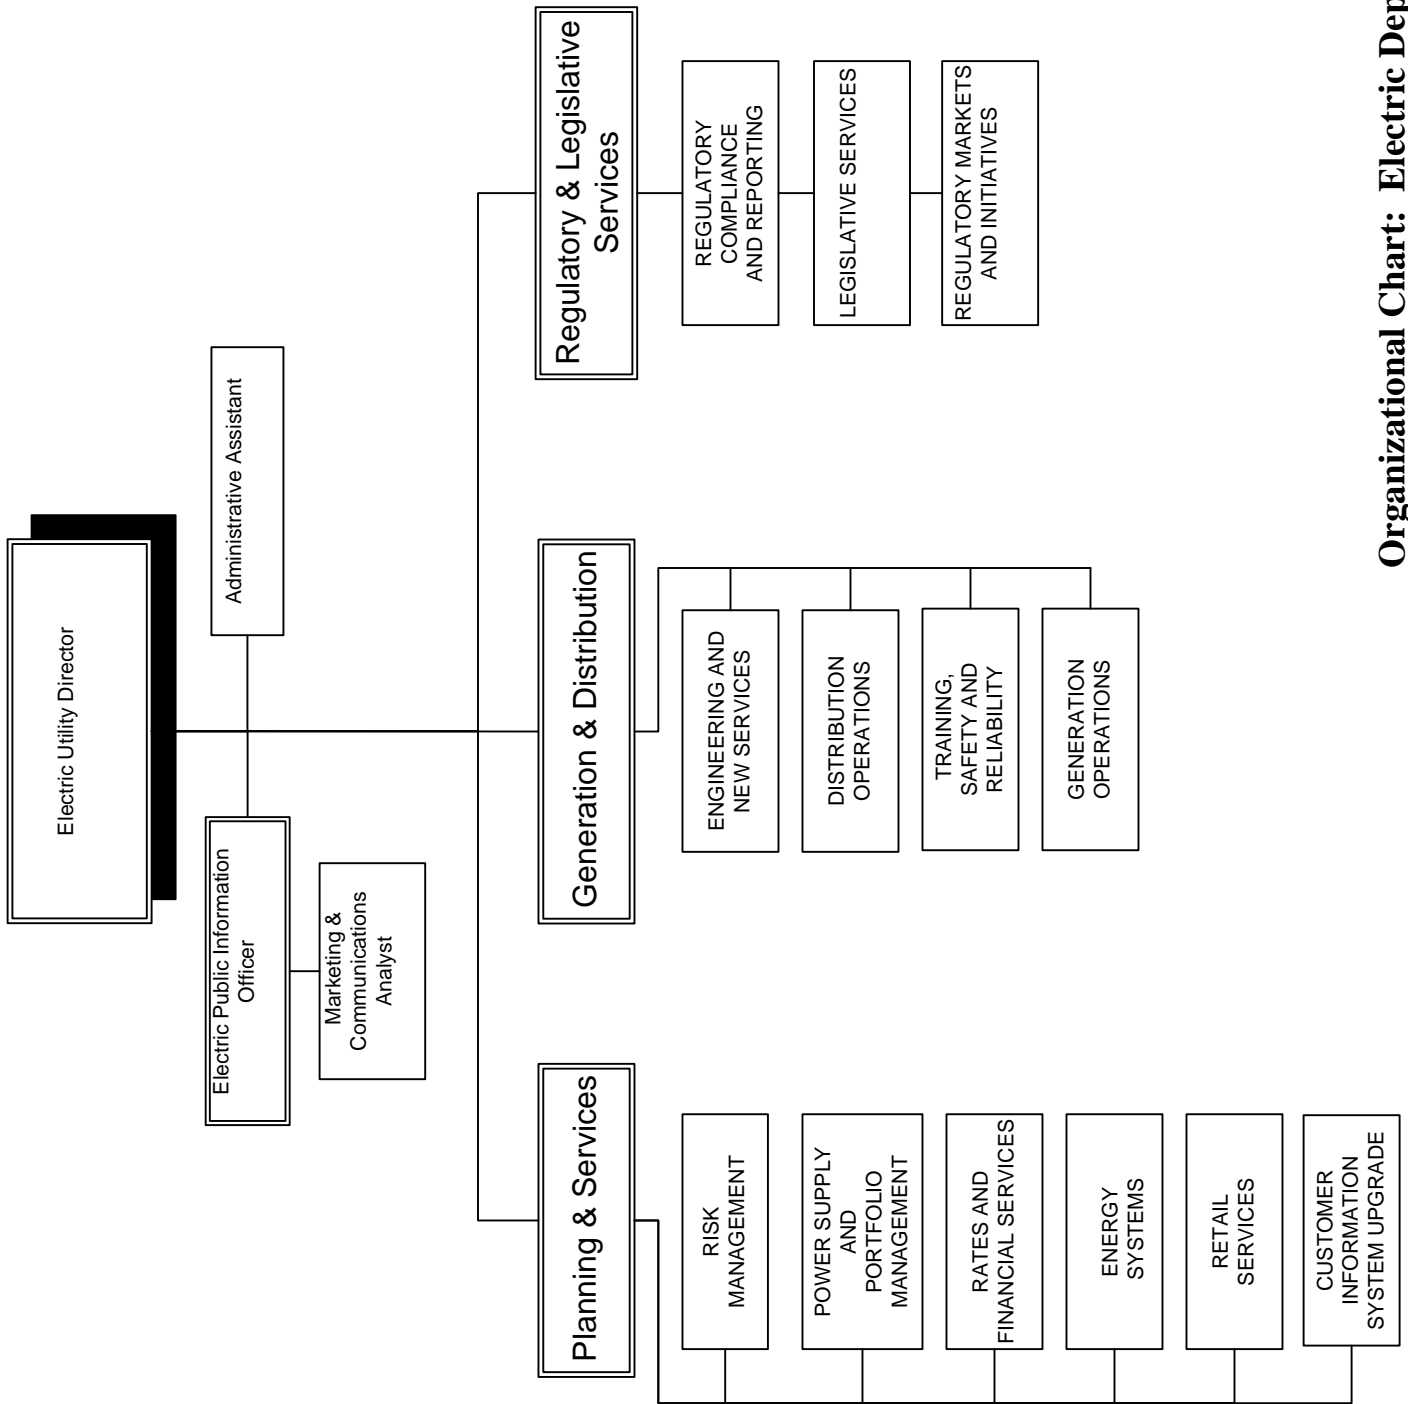 Electric Utility Director
Electric Public Information
Officer
Administrative Assistant
Marketing &
Communications
Analyst
Planning & Services
Generation & Distribution
Regulatory & Legislative
Services
RISK
MANAGEMENT
POWER SUPPLY
AND
PORTFOLIO
MANAGEMENT
RATES AND
FINANCIAL SERVICES
ENERGY
SYSTEMS
RETAIL
SERVICES
CUSTOMER
INFORMATION
SYSTEM UPGRADE
ENGINEERING AND
NEW SERVICES
DISTRIBUTION
OPERATIONS
TRAINING,
SAFETY AND
RELIABILITY
GENERATION
OPERATIONS
REGULATORY
COMPLIANCE
AND REPORTING
LEGISLATIVE SERVICES
REGULATORY MARKETS
AND INITIATIVES
Organizational Chart: Electric Dep